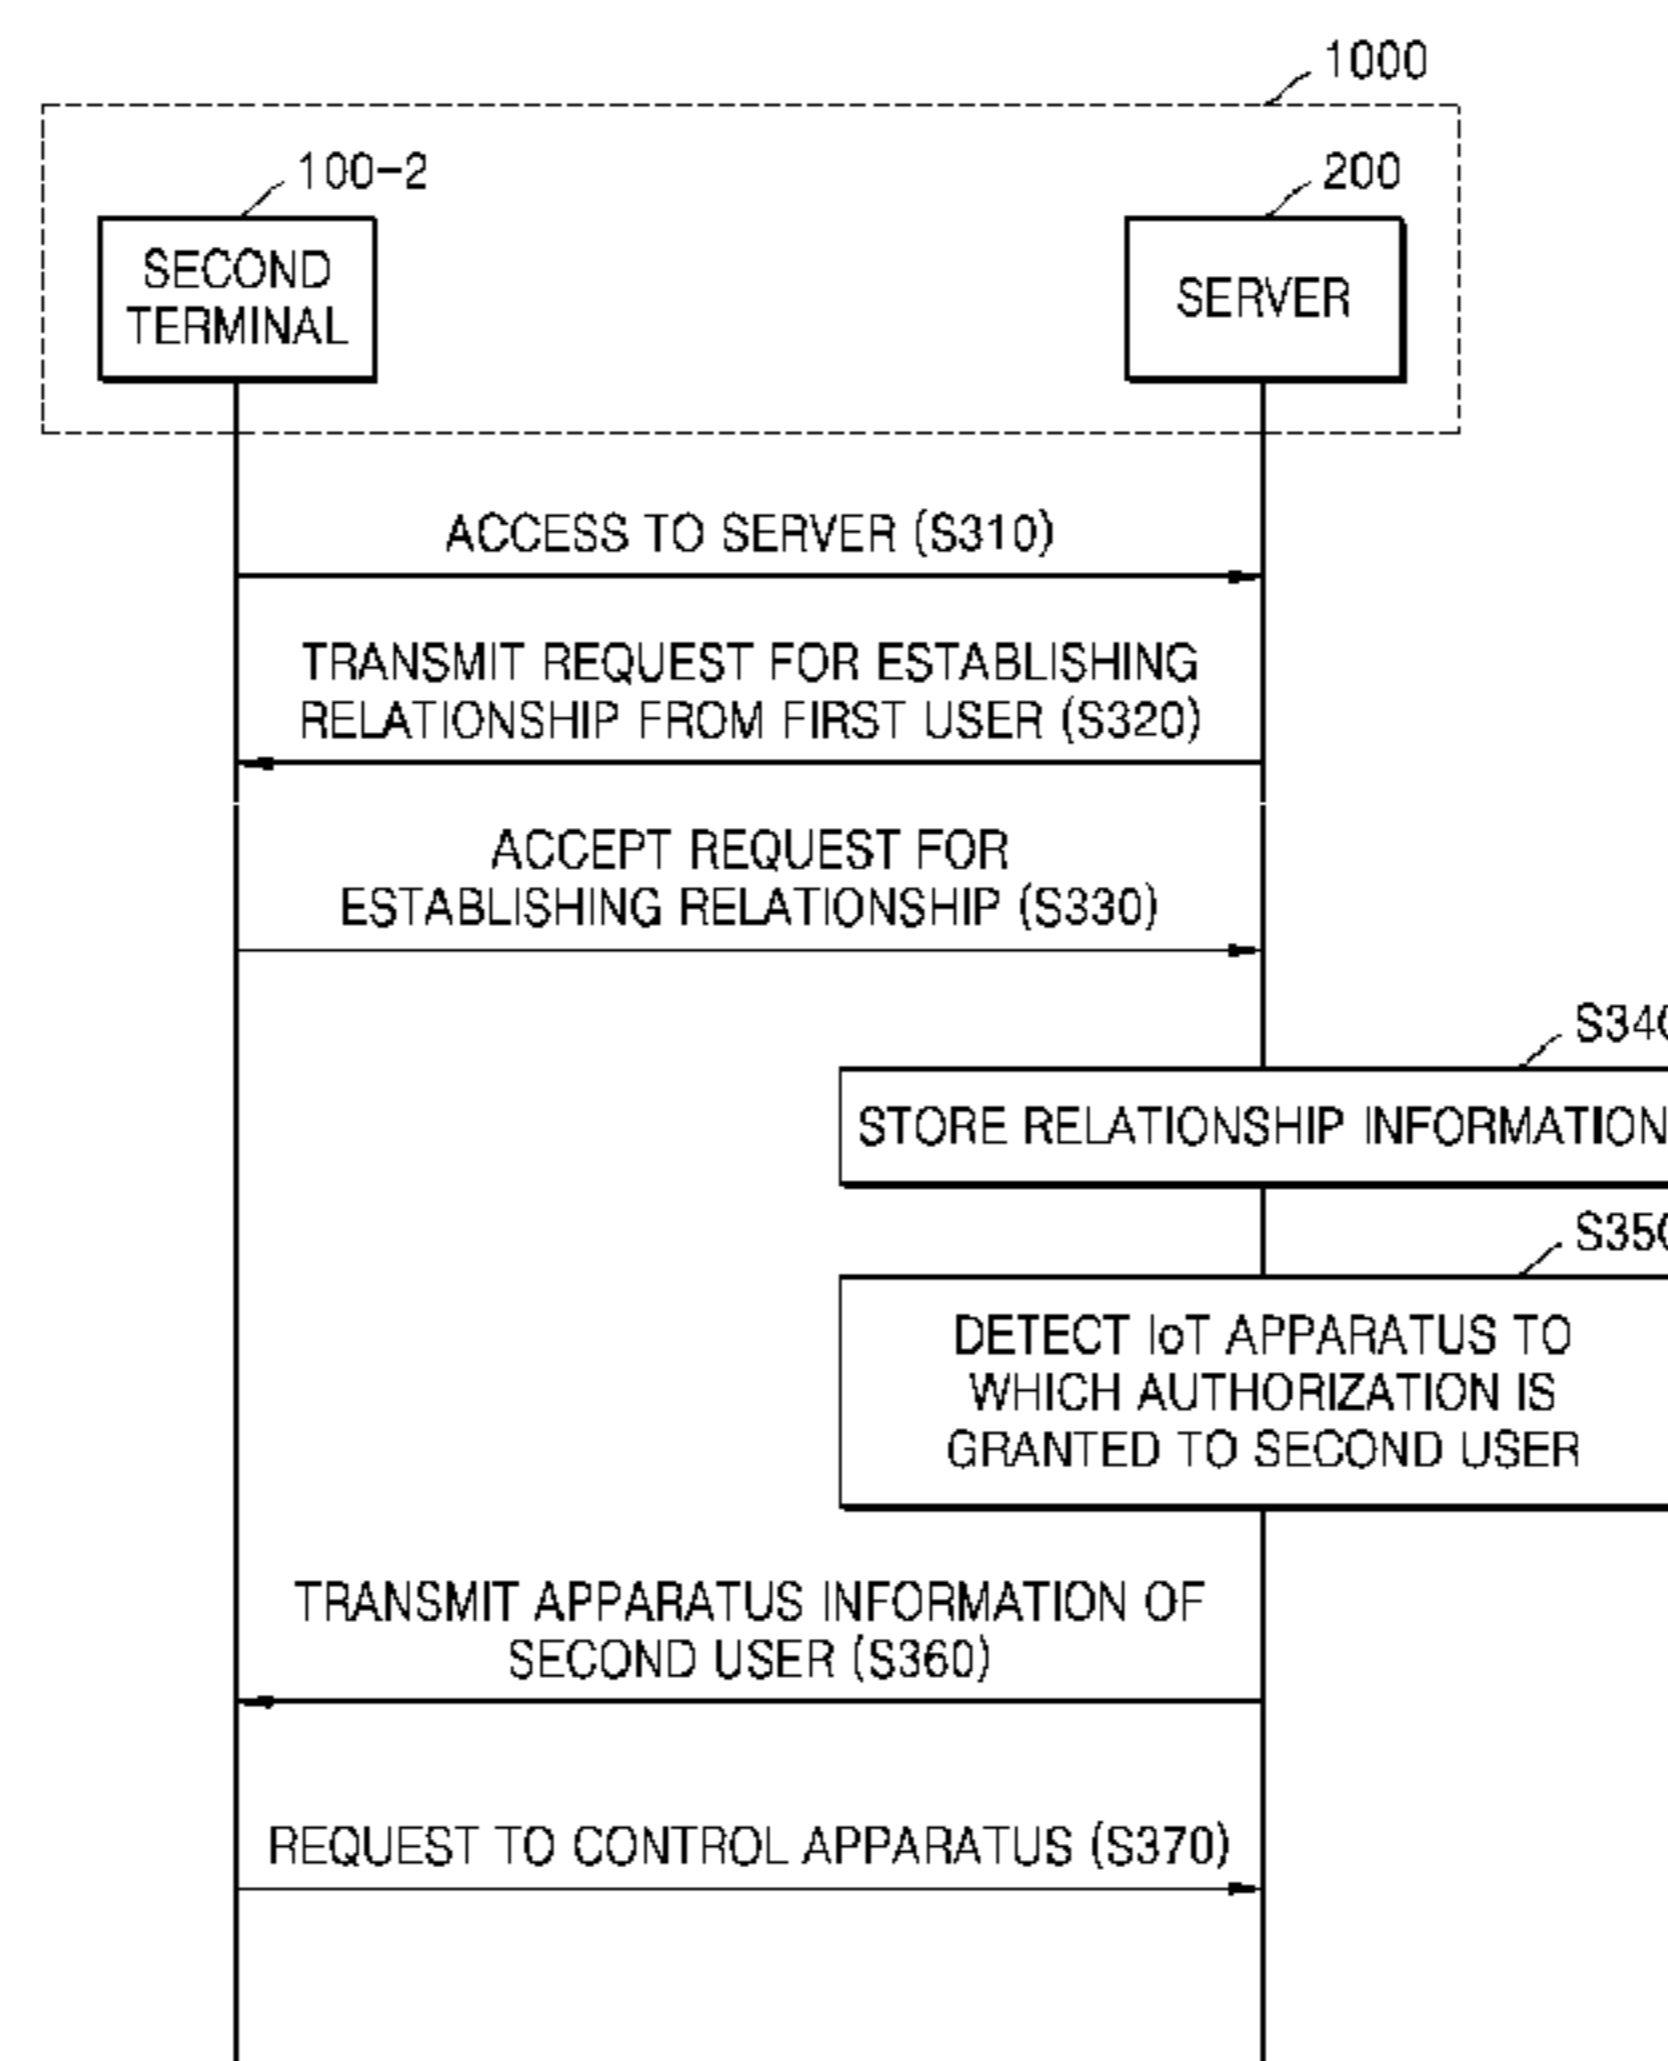 1000
100-2
200
SECOND
TERMINAL
SERVER
ACCESS TO SERVER (S310)
TRANSMIT REQUEST FOR ESTABLISHING
RELATIONSHIP FROM FIRST USER (S320)
ACCEPT REQUEST FOR
ESTABLISHING RELATIONSHIP (S330)
STORE RELATIONSHIP INFORMATION
DETECT IoT APPARATUS TO
WHICH AUTHORIZATION IS
GRANTED TO SECOND USER
TRANSMIT APPARATUS INFORMATION OF
SECOND USER (S360)
REQUEST TO CONTROL APPARATUS (S370)